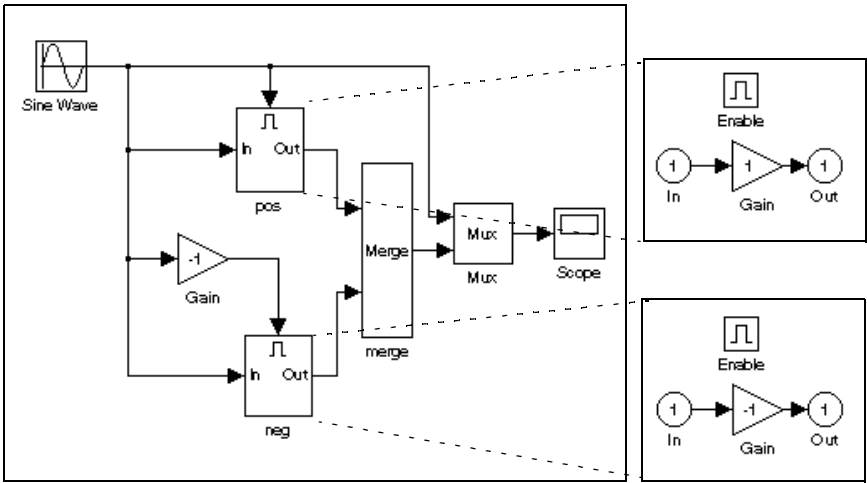 Sine Wave
In Out
pos
-1
Gain
In Out
neg
Merge
merge
Mux
Mux
Scope
Enable
1 1 1
In Gain Out
Enable
1 -1 1
In Gain Out